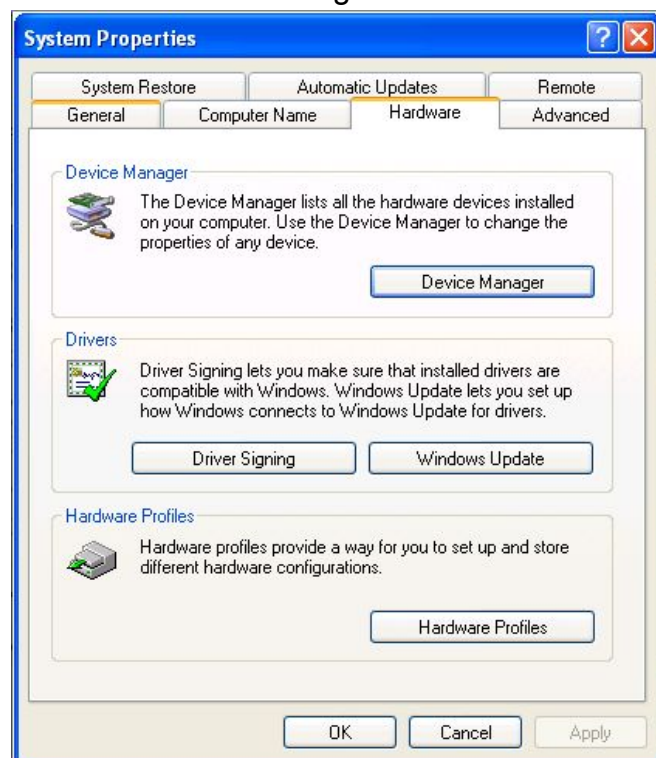 System Properties
System Restore Automatic Updates Remote
General Computer Name Hardware Advanced
Device Manager
The Device Manager lists all the hardware devices installed
on your computer. Use the Device Manager to change the
properties of any device.
Device Manager
Drivers
Driver Signing lets you make sure that installed drivers are
compatible with Windows. Windows Update lets you set up
how Windows connects to Windows Update for drivers.
Driver Signing Windows Update
Hardware Profiles
Hardware profiles provide a way for you to set up and store
different hardware configurations.
Hardware Profiles
OK Cancel Apply